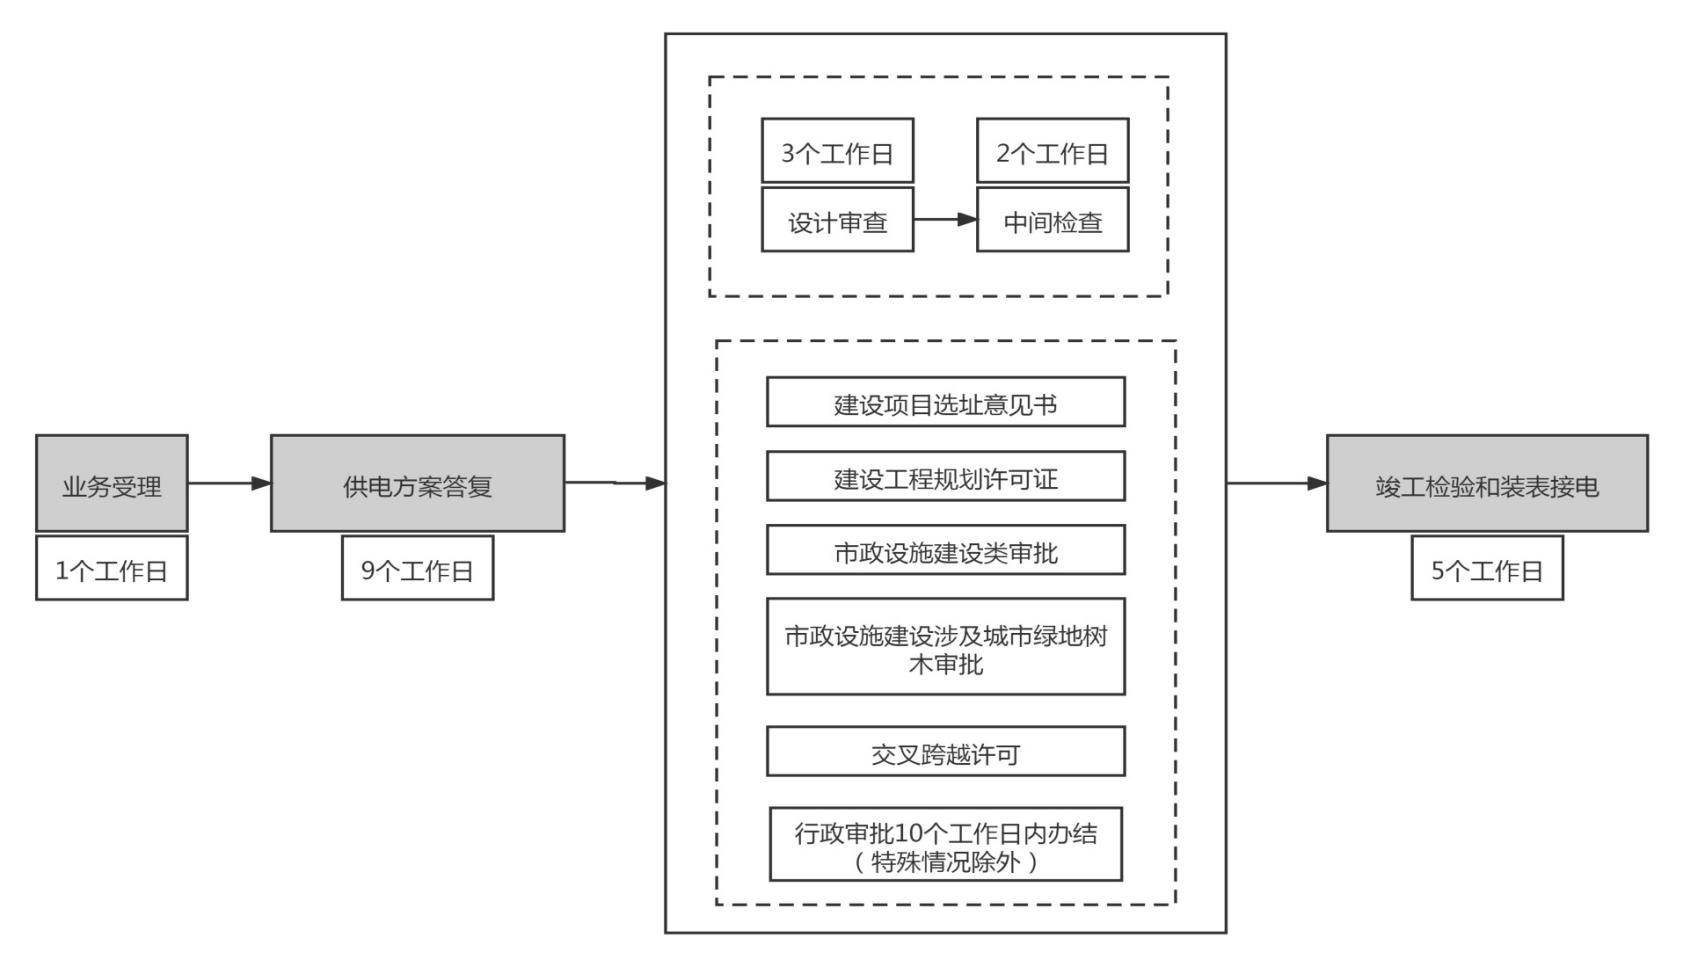 3个工作日
2个工作日
设计审查
中间检查
建设项目选址意见书
建设工程规划许可证
市政设施建设类审批
市政设施建设涉及城市绿地树
木审批
交叉跨越许可
行政审批10个工作日内办结
（特殊情况除外）
业务受理
1个工作日
供电方案答复
9个工作日
竣工检验和装表接电
5个工作日